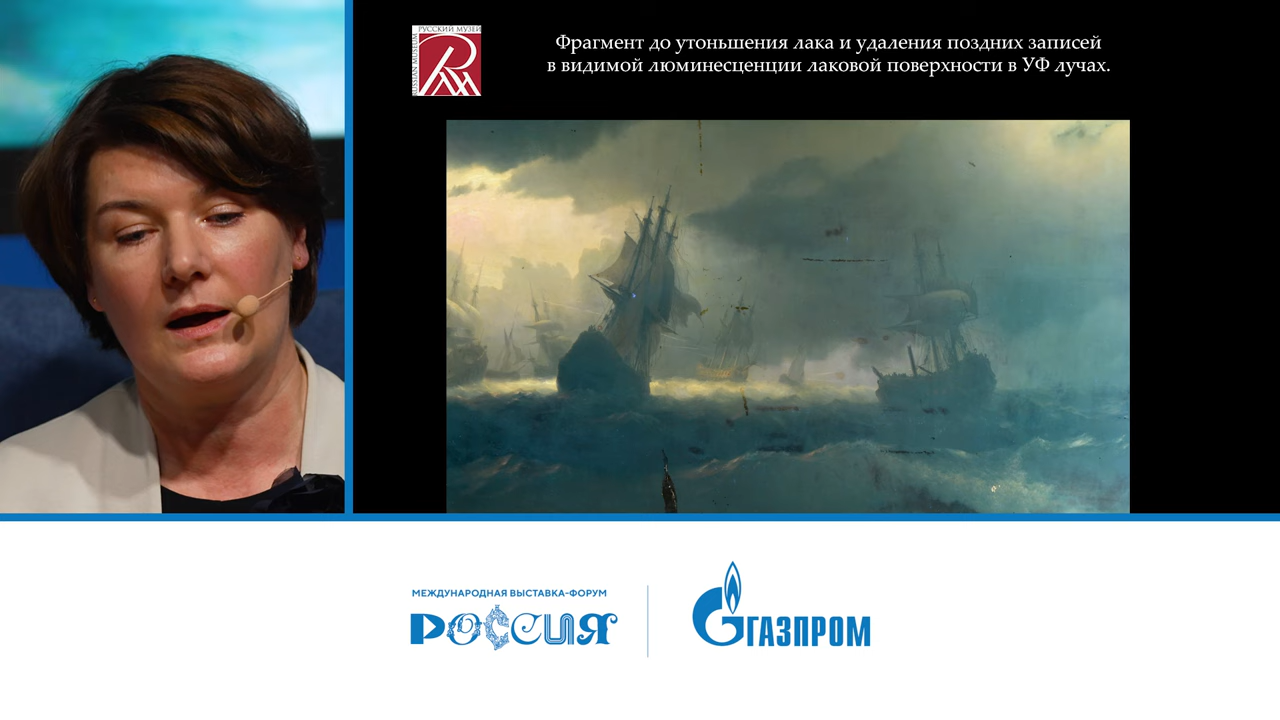 РУССКИЙ МУЗЕЙ
RUSSIAN MUSEUM
Фрагмент до утоньшения лака и удаления поздних записей
в видимой люминесценции лаковой поверхности в УФ лучах.
МЕЖДУНАРОДНАЯ ВЫСТАВКА-ФОРУМ
РОССИЯ
ГАЗПРОМ